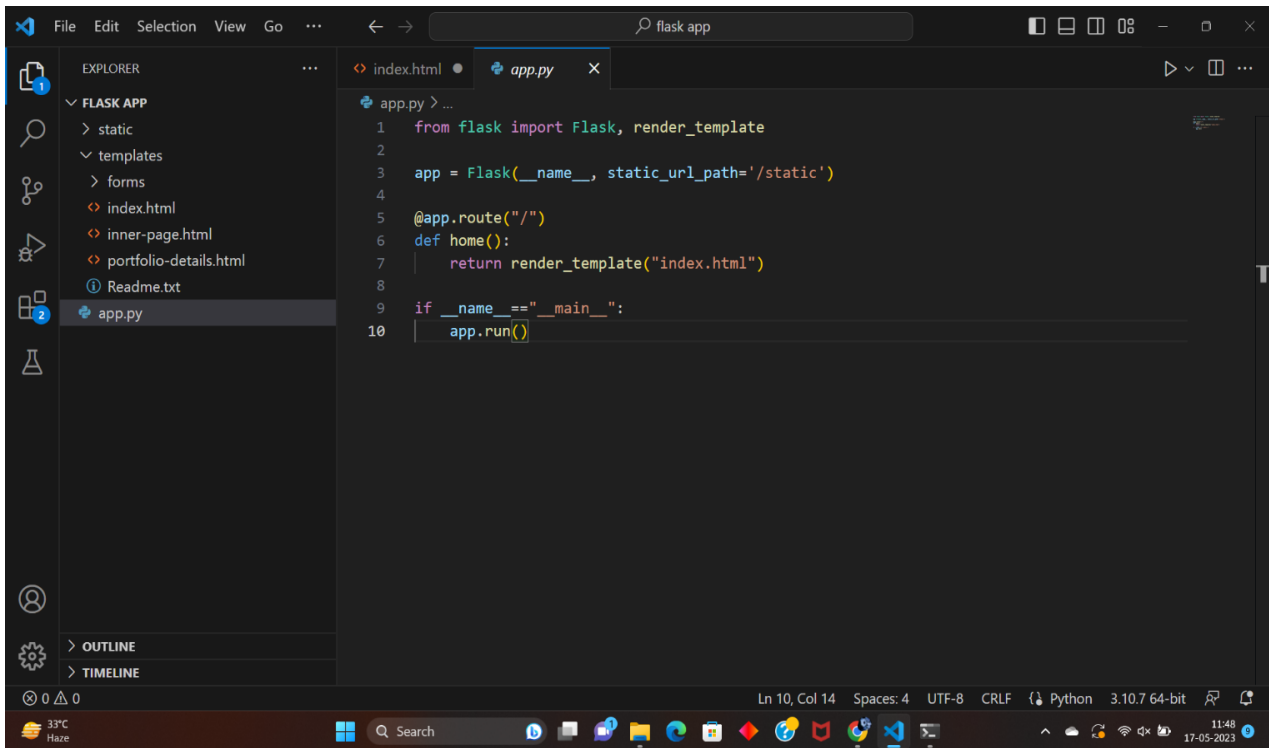 File Edit Selection View Go ··· flask app
EXPLORER ···
index.html app.py
FLASK APP
app.py > ...
static
templates
forms
index.html
inner-page.html
portfolio-details.html
Readme.txt
app.py
1 from flask import Flask, render_template
2
3 app = Flask(__name__, static_url_path='/static')
4
5 @app.route("/")
6 def home():
7 return render_template("index.html")
8
9 if __name__=="__main__":
10 app.run()
1
2
OUTLINE
TIMELINE
0 0 Ln 10, Col 14 Spaces: 4 UTF-8 CRLF Python 3.10.7 64-bit
33°C
Haze
Search
1
11:48
17-05-2023
9